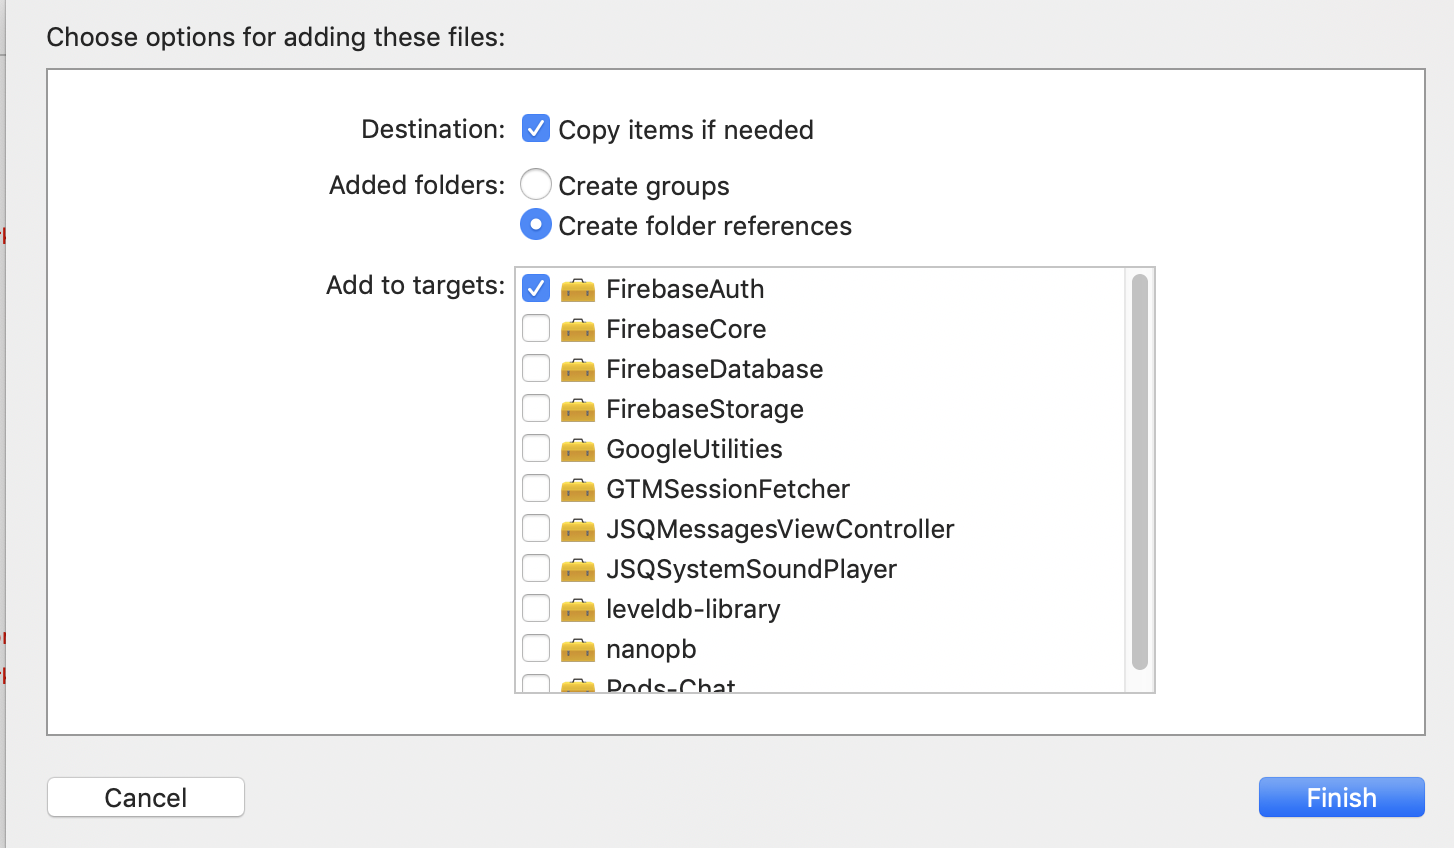 Choose options for adding these files:
Destination: Copy items if needed
Added folders: Create groups
Create folder references
Add to targets: FirebaseAuth
FirebaseCore
FirebaseDatabase
FirebaseStorage
GoogleUtilities
GTMSessionFetcher
JSQMessagesViewController
JSQSystemSoundPlayer
leveldb-library
nanopb
Pods-Chat
Cancel Finish